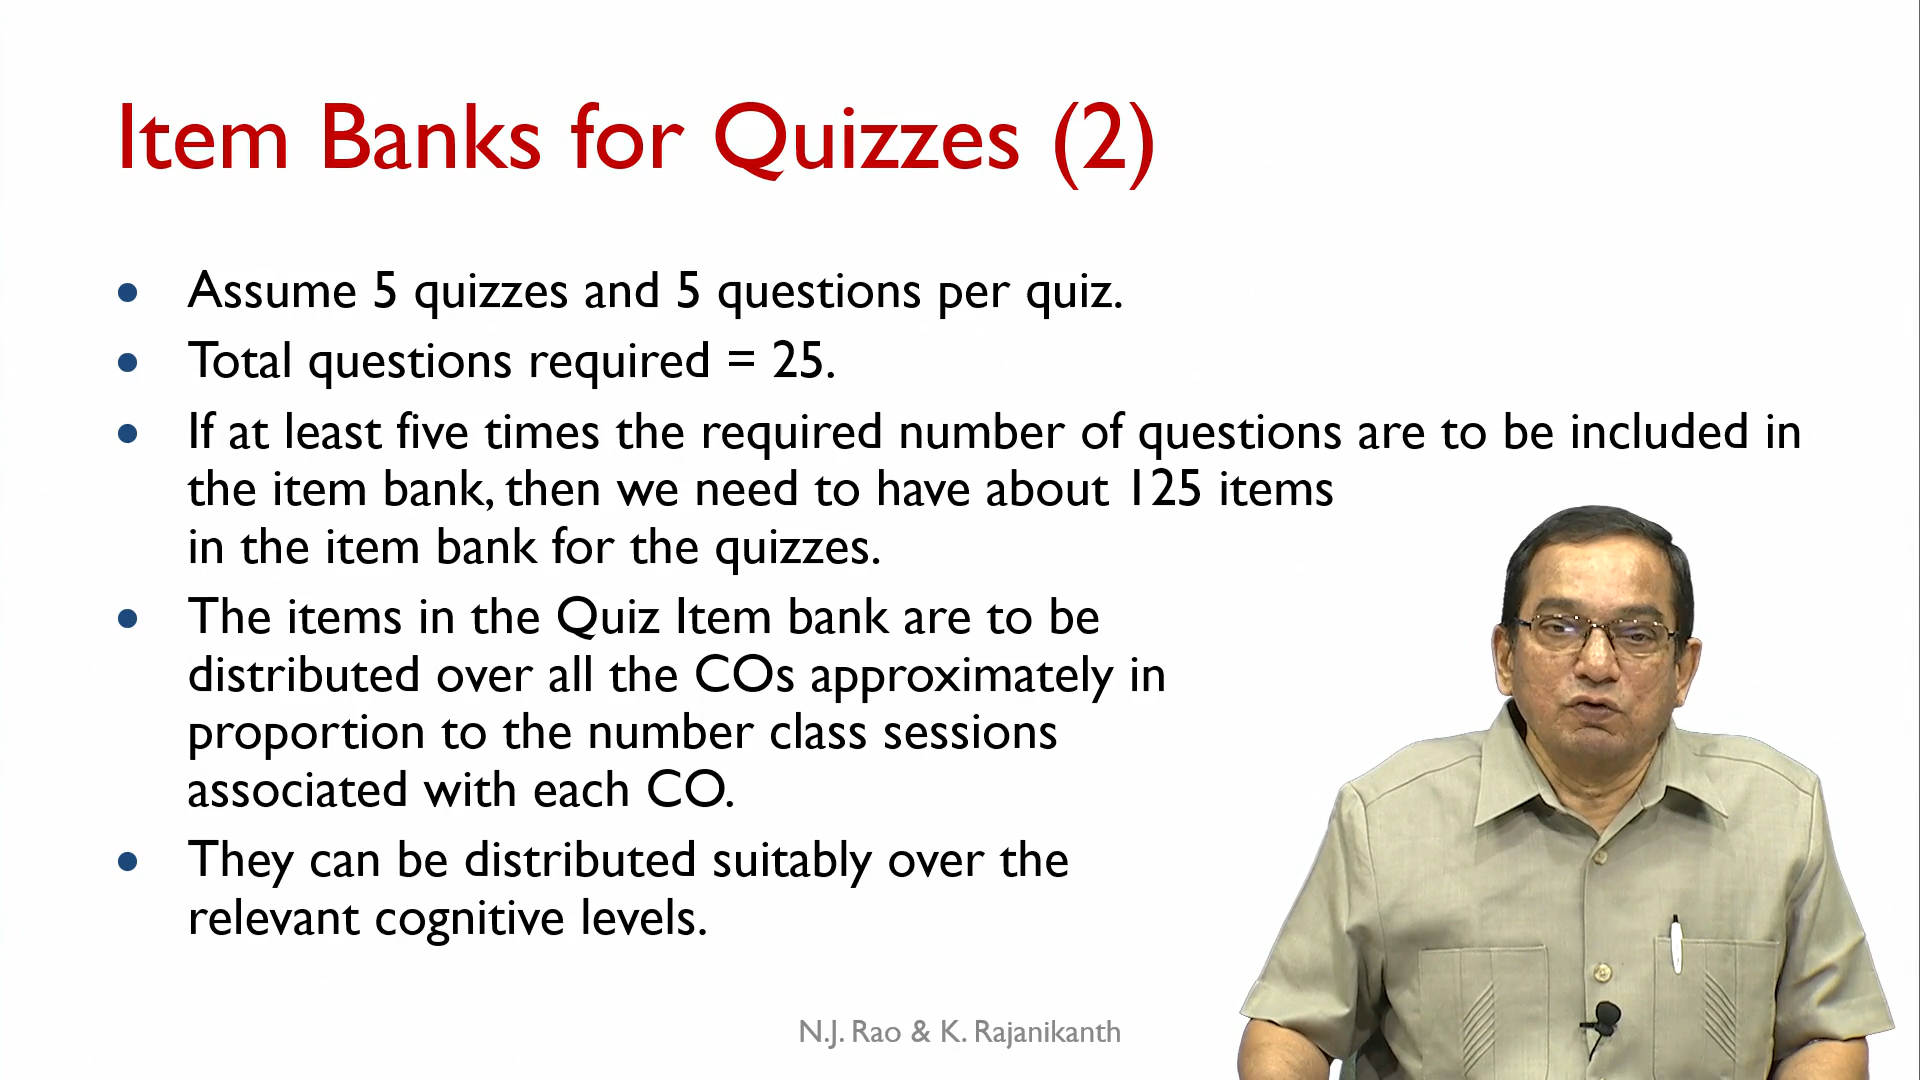 Item Banks for Quizzes (2)
• Assume 5 quizzes and 5 questions per quiz.
• Total questions required = 25.
• If at least five times the required number of questions are to be included in
the item bank, then we need to have about 125 items
in the item bank for the quizzes.
• The items in the Quiz Item bank are to be
distributed over all the COs approximately in
proportion to the number class sessions
associated with each CO.
• They can be distributed suitably over the
relevant cognitive levels.
N.J. Rao & K. Rajanikanth